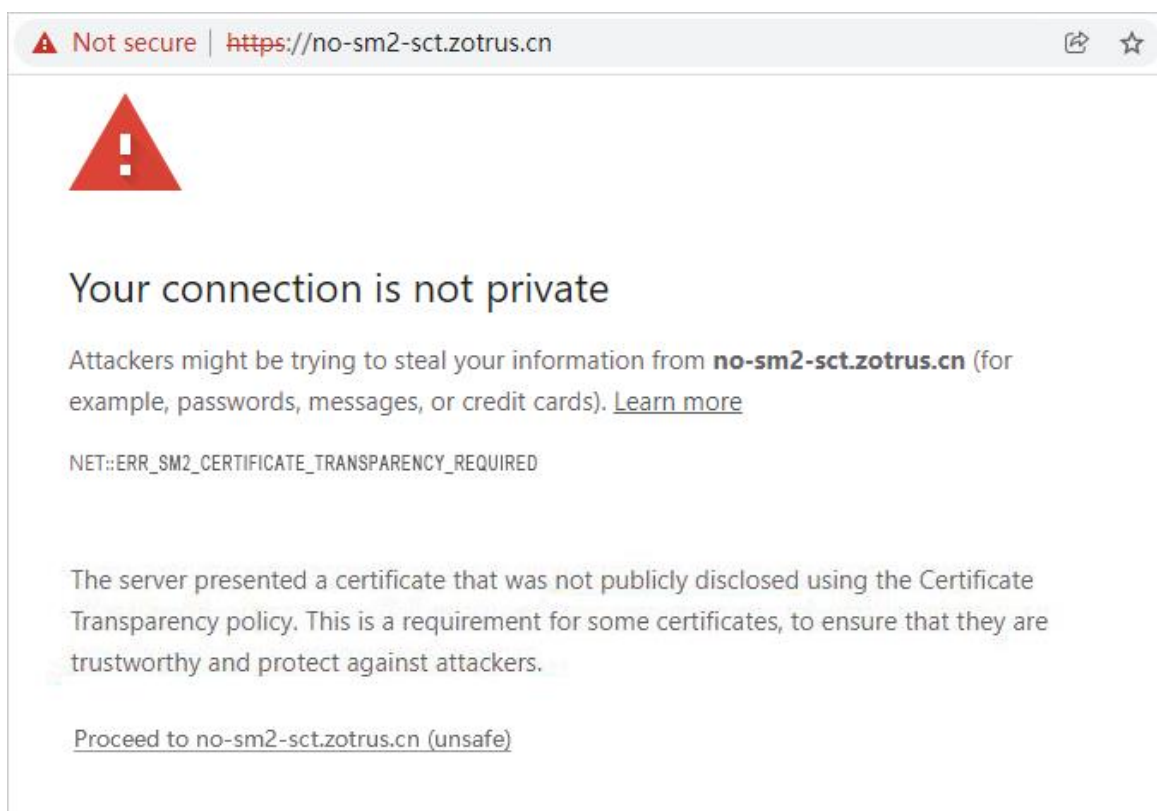 Not secure | https://no-sm2-sct.zotrus.cn
Your connection is not private
Attackers might be trying to steal your information from no-sm2-sct.zotrus.cn (for
example, passwords, messages, or credit cards). Learn more
NET::ERR_SM2_CERTIFICATE_TRANSPARENCY_REQUIRED
The server presented a certificate that was not publicly disclosed using the Certificate
Transparency policy. This is a requirement for some certificates, to ensure that they are
trustworthy and protect against attackers.
Proceed to no-sm2-sct.zotrus.cn (unsafe)